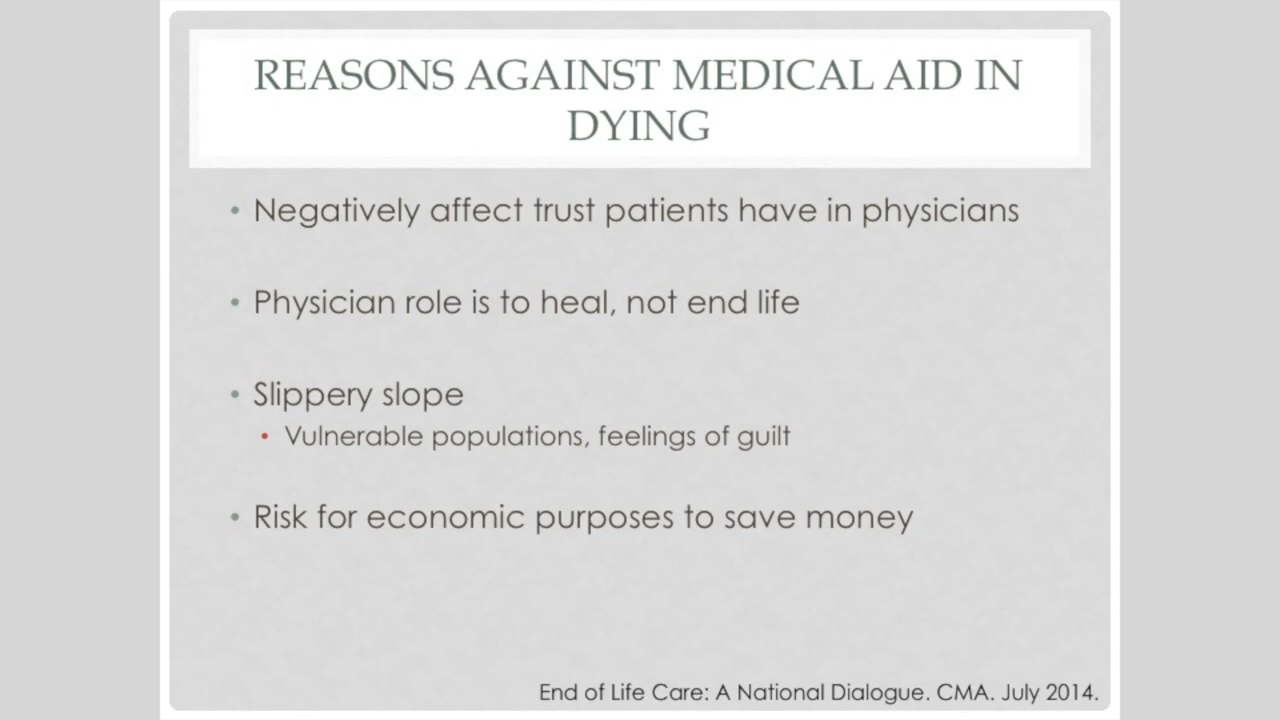 REASONS AGAINST MEDICAL AID IN
DYING
• Negatively affect trust patients have in physicians
• Physician role is to heal, not end life
• Slippery slope
• Vulnerable populations, feelings of guilt
• Risk for economic purposes to save money
End of Life Care: A National Dialogue. CMA. July 2014.